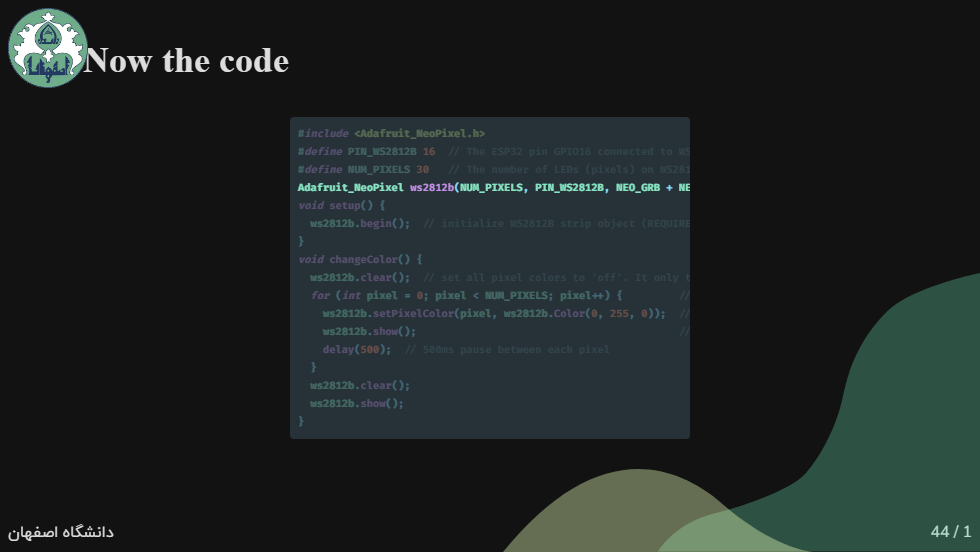 Now the code
#include <Adafruit_NeoPixel.h>
#define PIN_WS2812B 16 // The ESP32 pin GPIO16 connected to WS
#define NUM_PIXELS 30 // The number of LEDs (pixels) on WS281
Adafruit_NeoPixel ws2812b(NUM_PIXELS, PIN_WS2812B, NEO_GRB + NE
void setup() {
ws2812b.begin(); // initialize WS2812B strip object (REQUIRE
}
void changeColor() {
ws2812b.clear(); // set all pixel colors to 'off'. It only t
for (int pixel = 0; pixel < NUM_PIXELS; pixel++) { //
ws2812b.setPixelColor(pixel, ws2812b.Color(0, 255, 0)); //
ws2812b.show(); //
delay(500); // 500ms pause between each pixel
}
ws2812b.clear();
ws2812b.show();
}
دانشگاه اصفهان
44 / 1